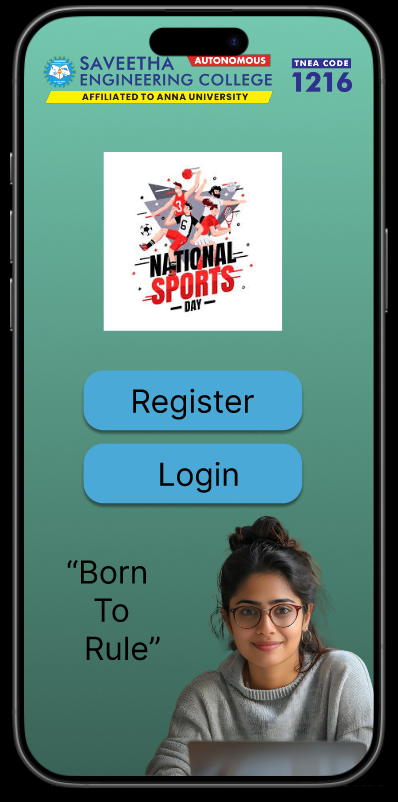 SAVEETHA
AUTONOMOUS
ENGINEERING COLLEGE
AFFILIATED TO ANNA UNIVERSITY
TNEA CODE
1216
3
6
NATIONAL
SPORTS
DAY
Register
Login
“Born
To
Rule”